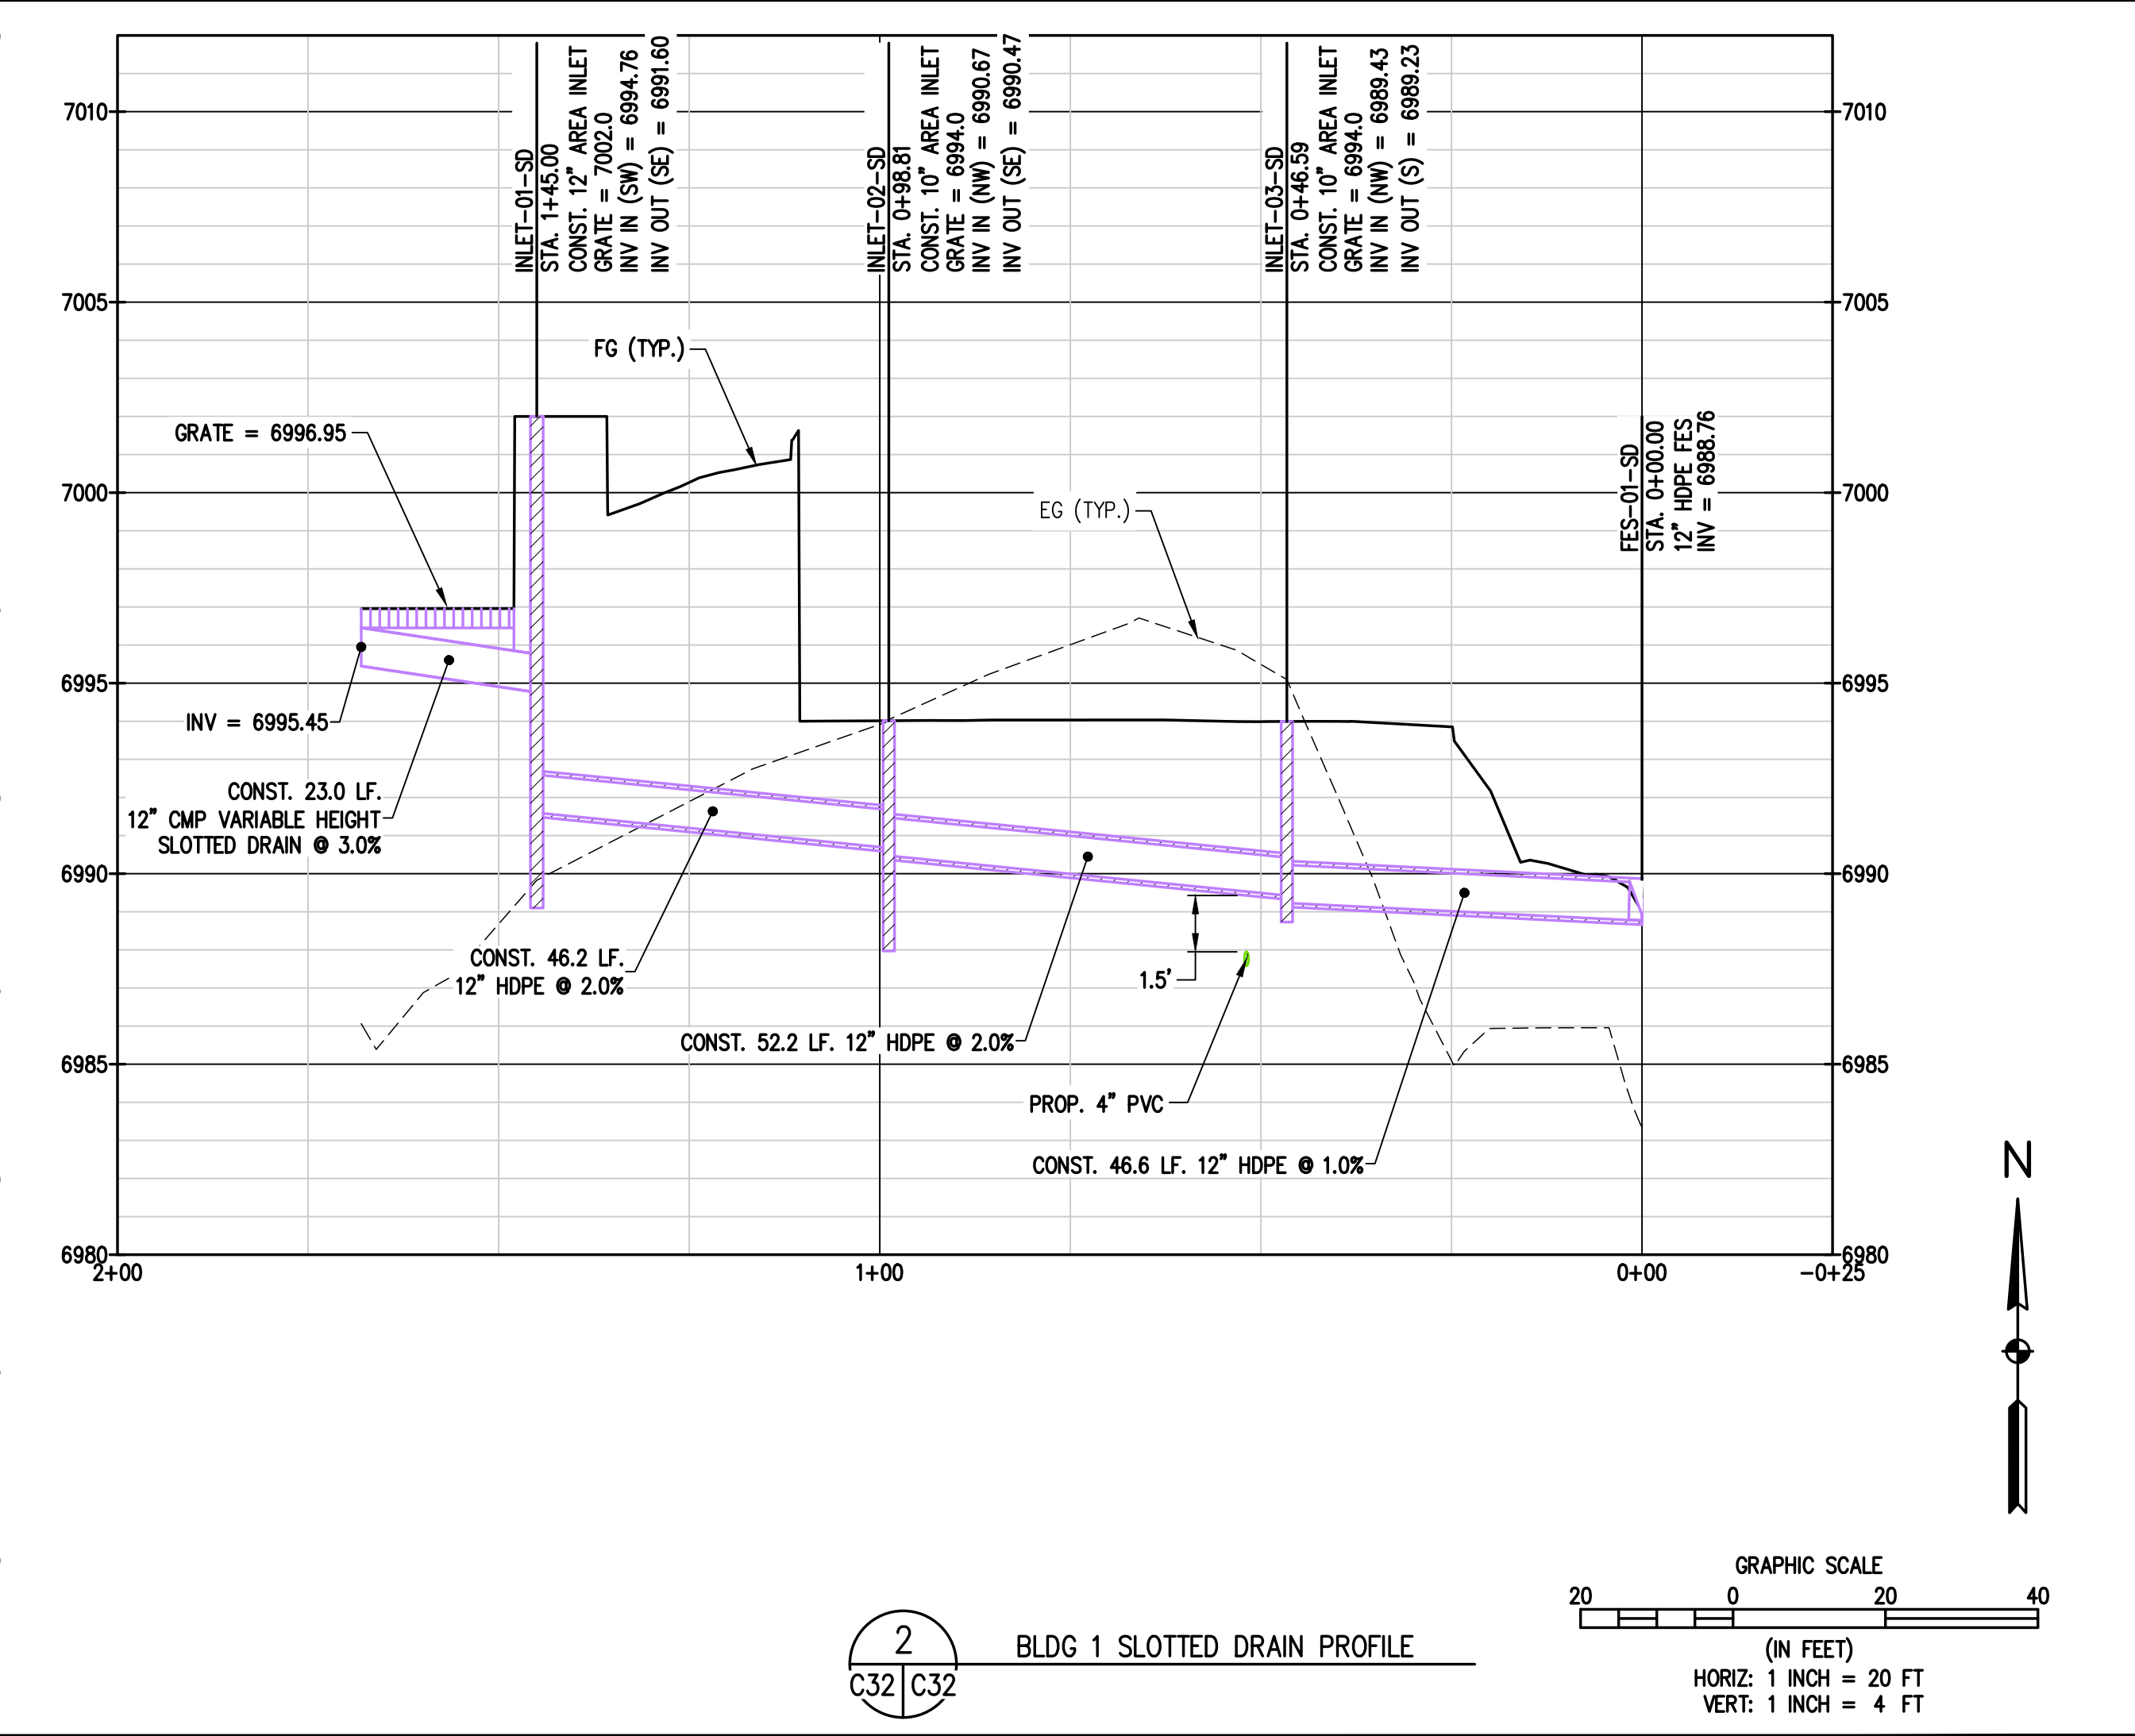 INLET-01-SD
STA. 1+45.00
CONST. 12" AREA INLET
GRATE = 7002.0
INV IN (SW) = 6994.76
INV OUT (SE) = 6991.60
INLET-02-SD
STA. 0+98.81
CONST. 10" AREA INLET
GRATE = 6994.0
INV IN (NW) = 6990.67
INV OUT (SE) = 6990.47
INLET-03-SD
STA. 0+46.59
CONST. 10" AREA INLET
GRATE = 6994.0
INV IN (NW) = 6989.43
INV OUT (S) = 6989.23
7010
7010
7005
7005
FG (TYP.)
GRATE = 6996.95
FES-01-SD
STA. 0+00.00
12" HDPE FES
INV = 6988.76
7000
7000
EG (TYP.)
6995
6995
INV = 6995.45
CONST. 23.0 LF.
12" CMP VARIABLE HEIGHT
SLOTTED DRAIN @ 3.0%
6990
6990
CONST. 46.2 LF.
12" HDPE @ 2.0%
1.5'
CONST. 52.2 LF. 12" HDPE @ 2.0%
6985
6985
PROP. 4" PVC
CONST. 46.6 LF. 12" HDPE @ 1.0%
6980
6980
2+00
1+00
0+00
-0+25
N
GRAPHIC SCALE
20 0 20 40
(IN FEET)
HORIZ: 1 INCH = 20 FT
VERT: 1 INCH = 4 FT
2
C32 C32
BLDG 1 SLOTTED DRAIN PROFILE